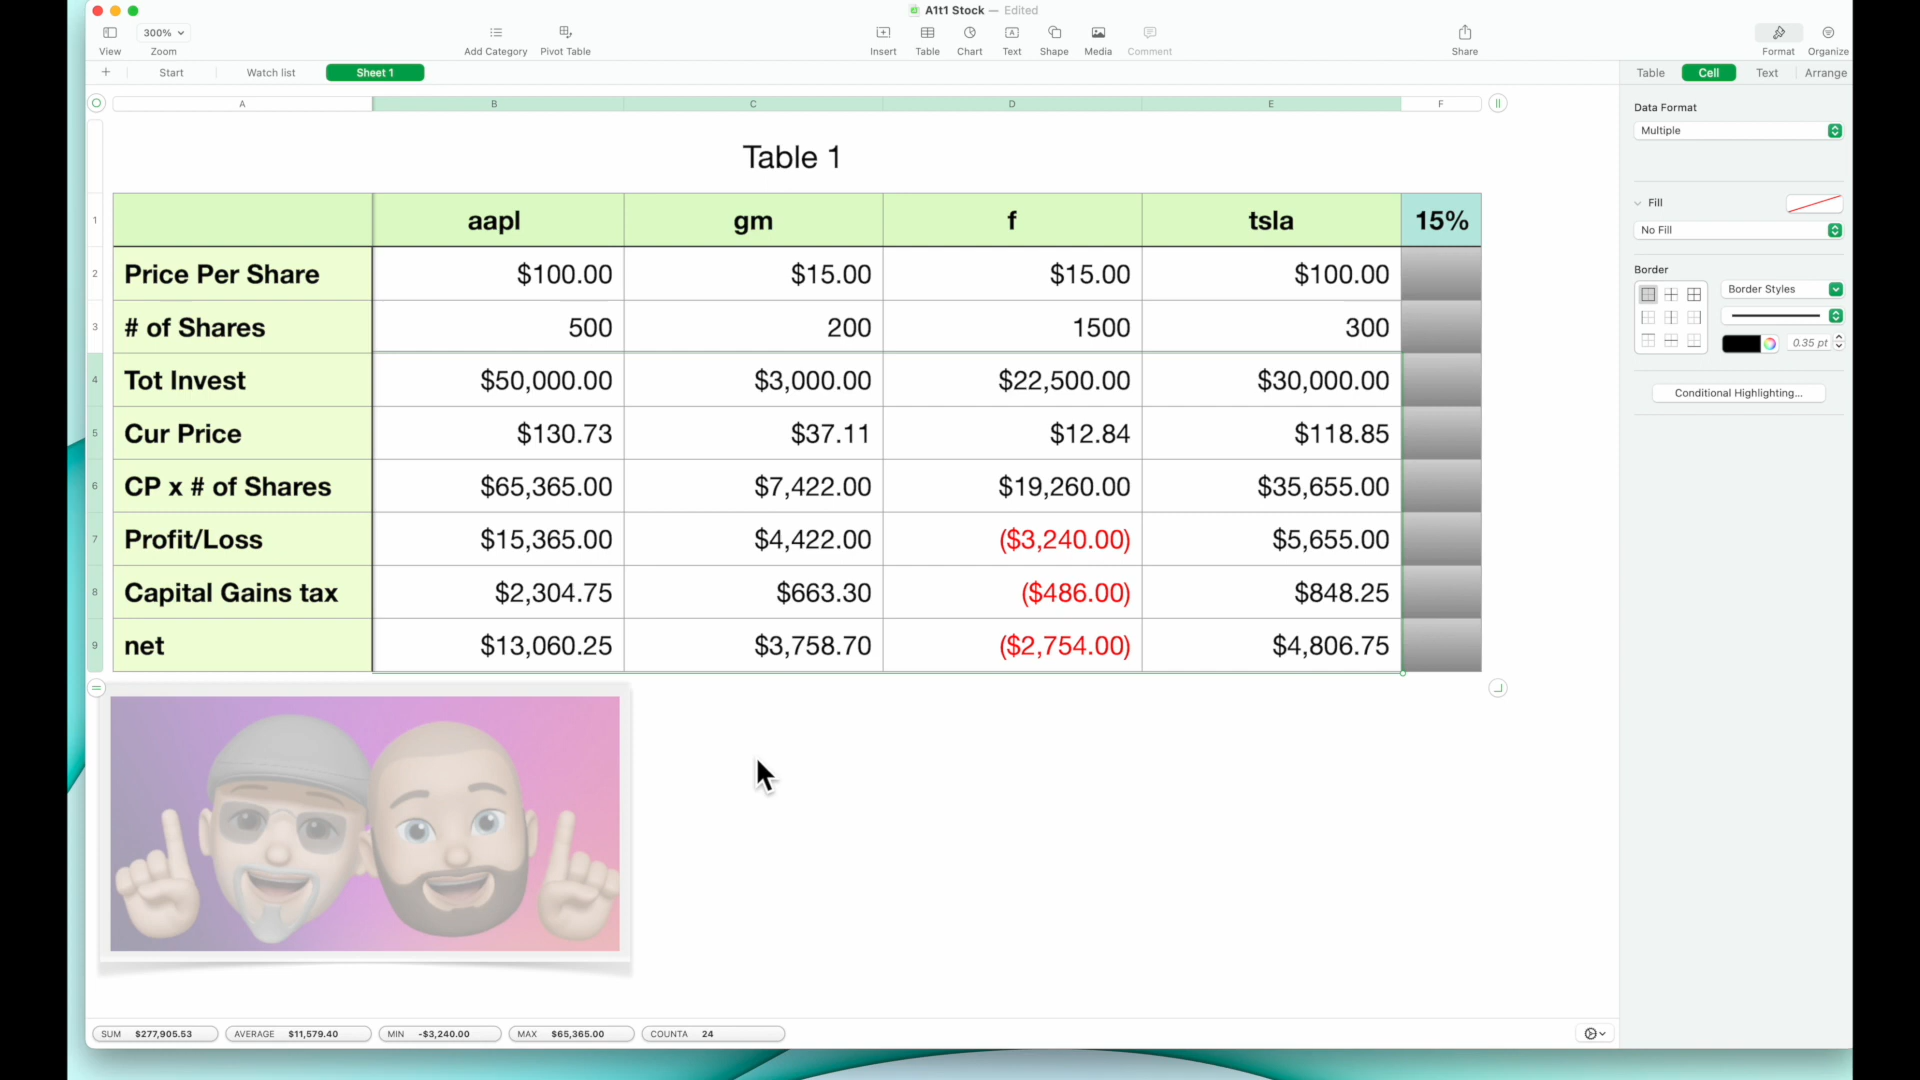 A1t1 Stock — Edited
300%
View Zoom Add Category Pivot Table Insert Table Chart Text Shape Media Comment Share Format Organize
+ Start Watch list Sheet 1
Table Cell Text Arrange
A B C D E F
Data Format
Multiple
Table 1
Fill
No Fill
Border
Border Styles
0.35 pt
Conditional Highlighting...
1 aapl gm f tsla 15%
2 Price Per Share $100.00 $15.00 $15.00 $100.00
3 # of Shares 500 200 1500 300
4 Tot Invest $50,000.00 $3,000.00 $22,500.00 $30,000.00
5 Cur Price $130.73 $37.11 $12.84 $118.85
6 CP x # of Shares $65,365.00 $7,422.00 $19,260.00 $35,655.00
7 Profit/Loss $15,365.00 $4,422.00 ($3,240.00) $5,655.00
8 Capital Gains tax $2,304.75 $663.30 ($486.00) $848.25
9 net $13,060.25 $3,758.70 ($2,754.00) $4,806.75
SUM $277,905.53 AVERAGE $11,579.40 MIN -$3,240.00 MAX $65,365.00 COUNTA 24